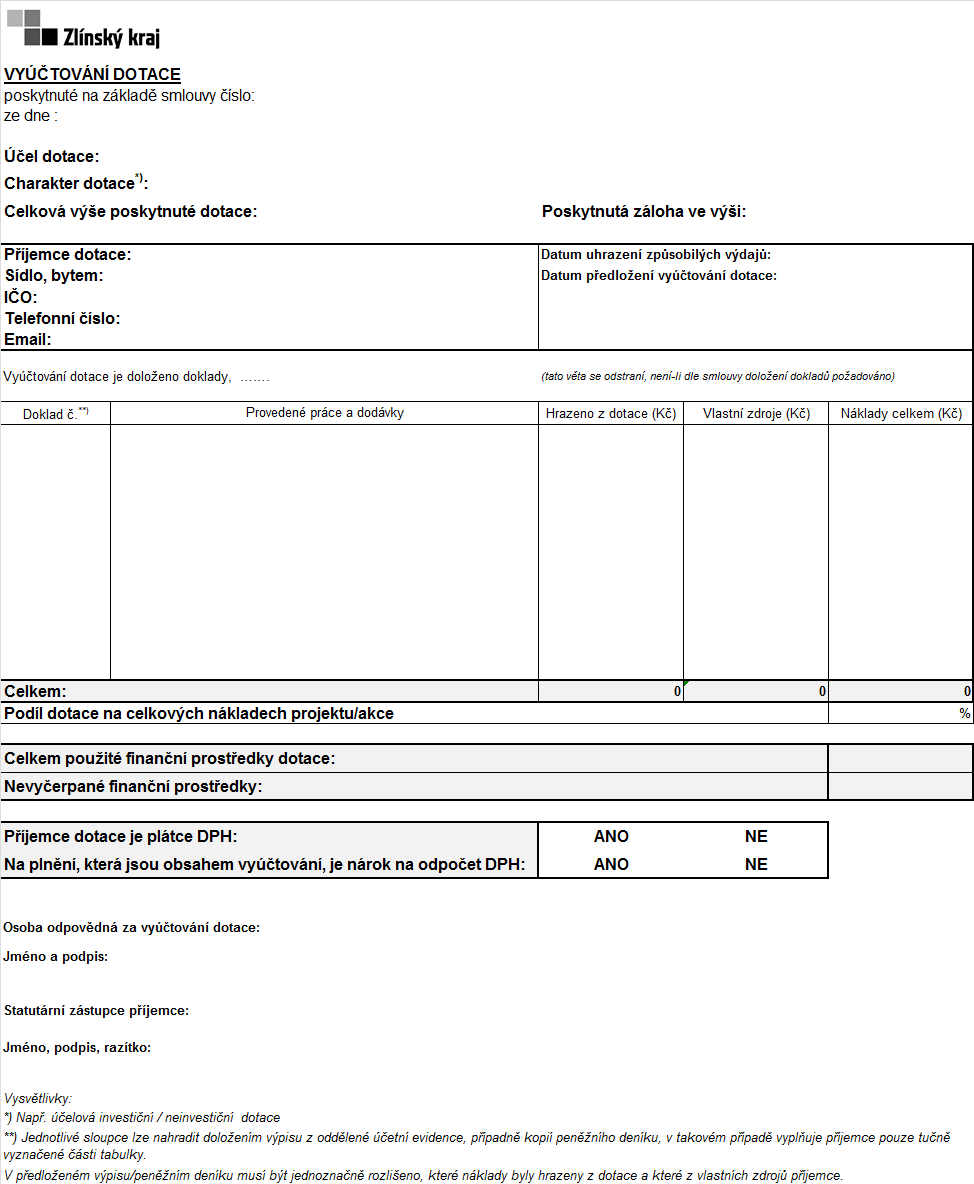 Zlínský kraj
VYÚČTOVÁNÍ DOTACE
poskytnuté na základě smlouvy číslo:
ze dne :
Účel dotace:
Charakter dotace*):
Celková výše poskytnuté dotace: Poskytnutá záloha ve výši:
Příjemce dotace: Datum uhrazení způsobilých výdajů:
Sídlo, bytem: Datum předložení vyúčtování dotace:
IČO:
Telefonní číslo:
Email:
Vyúčtování dotace je doloženo doklady, ....... (tato věta se odstraní, není-li dle smlouvy doložení dokladů požadováno)
Doklad č.**) Provedené práce a dodávky Hrazeno z dotace (Kč) Vlastní zdroje (Kč) Náklady celkem (Kč)
Celkem: 0 0 0
Podíl dotace na celkových nákladech projektu/akce %
Celkem použité finanční prostředky dotace:
Nevyčerpané finanční prostředky:
Příjemce dotace je plátce DPH: ANO NE
Na plnění, která jsou obsahem vyúčtování, je nárok na odpočet DPH: ANO NE
Osoba odpovědná za vyúčtování dotace:
Jméno a podpis:
Statutární zástupce příjemce:
Jméno, podpis, razítko:
Vysvětlivky:
*) Např. účelová investiční / neinvestiční dotace
**) Jednotlivé sloupce lze nahradit doložením výpisu z oddělené účetní evidence, případně kopií peněžního deníku, v takovém případě vyplňuje příjemce pouze tučně
vyznačené části tabulky.
V předloženém výpisu/peněžním deníku musí být jednoznačně rozlišeno, které náklady byly hrazeny z dotace a které z vlastních zdrojů příjemce.